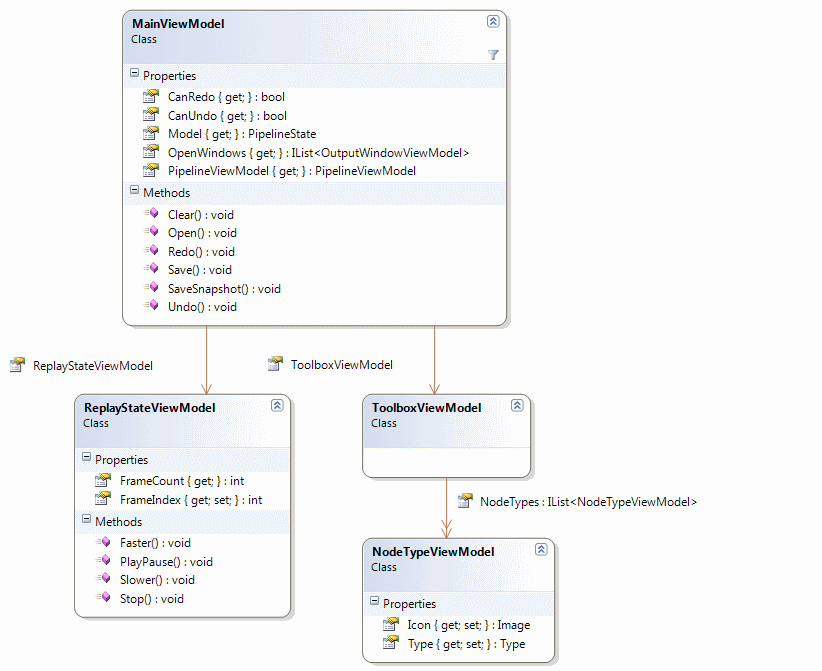 MainViewModel
Class
Properties
CanRedo { get; } : bool
CanUndo { get; } : bool
Model { get; } : PipelineState
OpenWindows { get; } : IList<OutputWindowViewModel>
PipelineViewModel { get; } : PipelineViewModel
Methods
Clear() : void
Open() : void
Redo() : void
Save() : void
SaveSnapshot() : void
Undo() : void
ReplayStateViewModel
ToolboxViewModel
ReplayStateViewModel
Class
Properties
FrameCount { get; } : int
FrameIndex { get; set; } : int
Methods
Faster() : void
PlayPause() : void
Slower() : void
Stop() : void
ToolboxViewModel
Class
NodeTypes : IList<NodeTypeViewModel>
NodeTypeViewModel
Class
Properties
Icon { get; set; } : Image
Type { get; set; } : Type